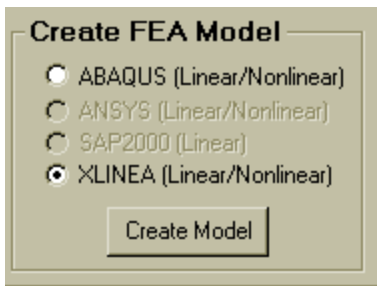 Create FEA Model
ABAQUS (Linear/Nonlinear)
ANSYS (Linear/Nonlinear)
SAP2000 (Linear)
XLINEA (Linear/Nonlinear)
Create Model